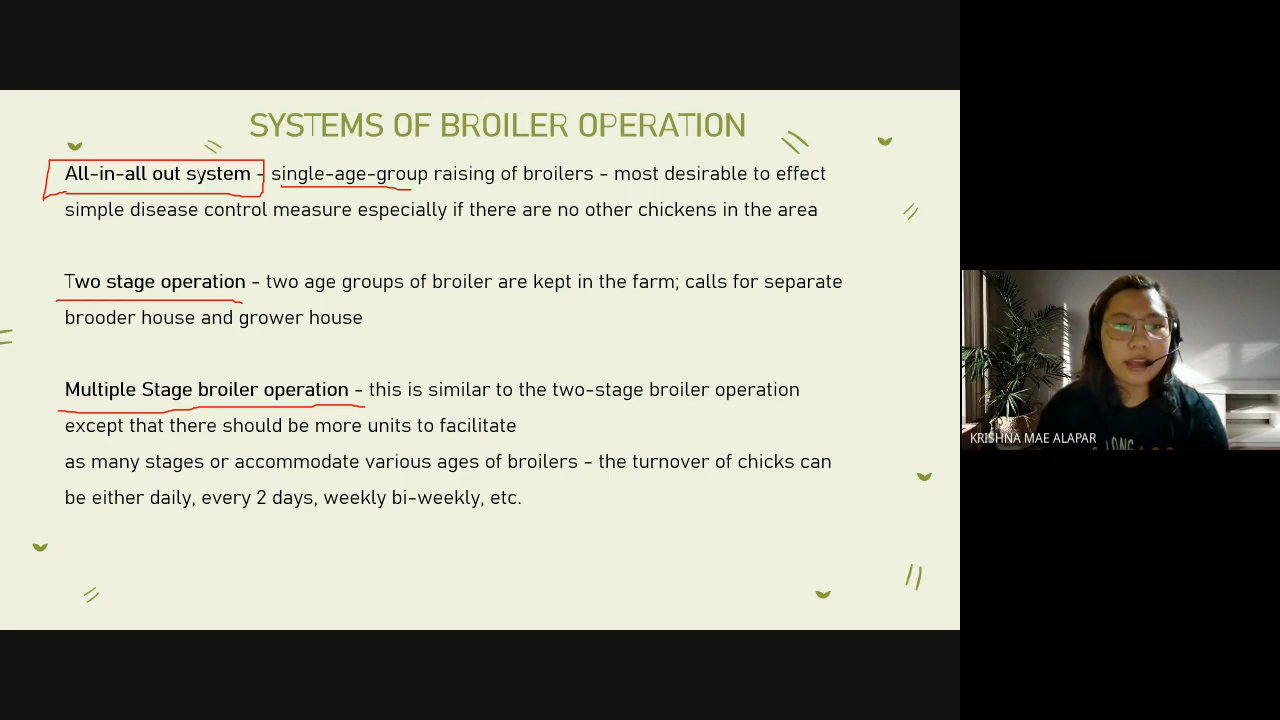 SYSTEMS OF BROILER OPERATION
All-in-all out system - single-age-group raising of broilers - most desirable to effect
simple disease control measure especially if there are no other chickens in the area
Two stage operation - two age groups of broiler are kept in the farm; calls for separate
brooder house and grower house
Multiple Stage broiler operation - this is similar to the two-stage broiler operation
except that there should be more units to facilitate
as many stages or accommodate various ages of broilers - the turnover of chicks can
be either daily, every 2 days, weekly bi-weekly, etc.
KRISHNA MAE ALAPAR